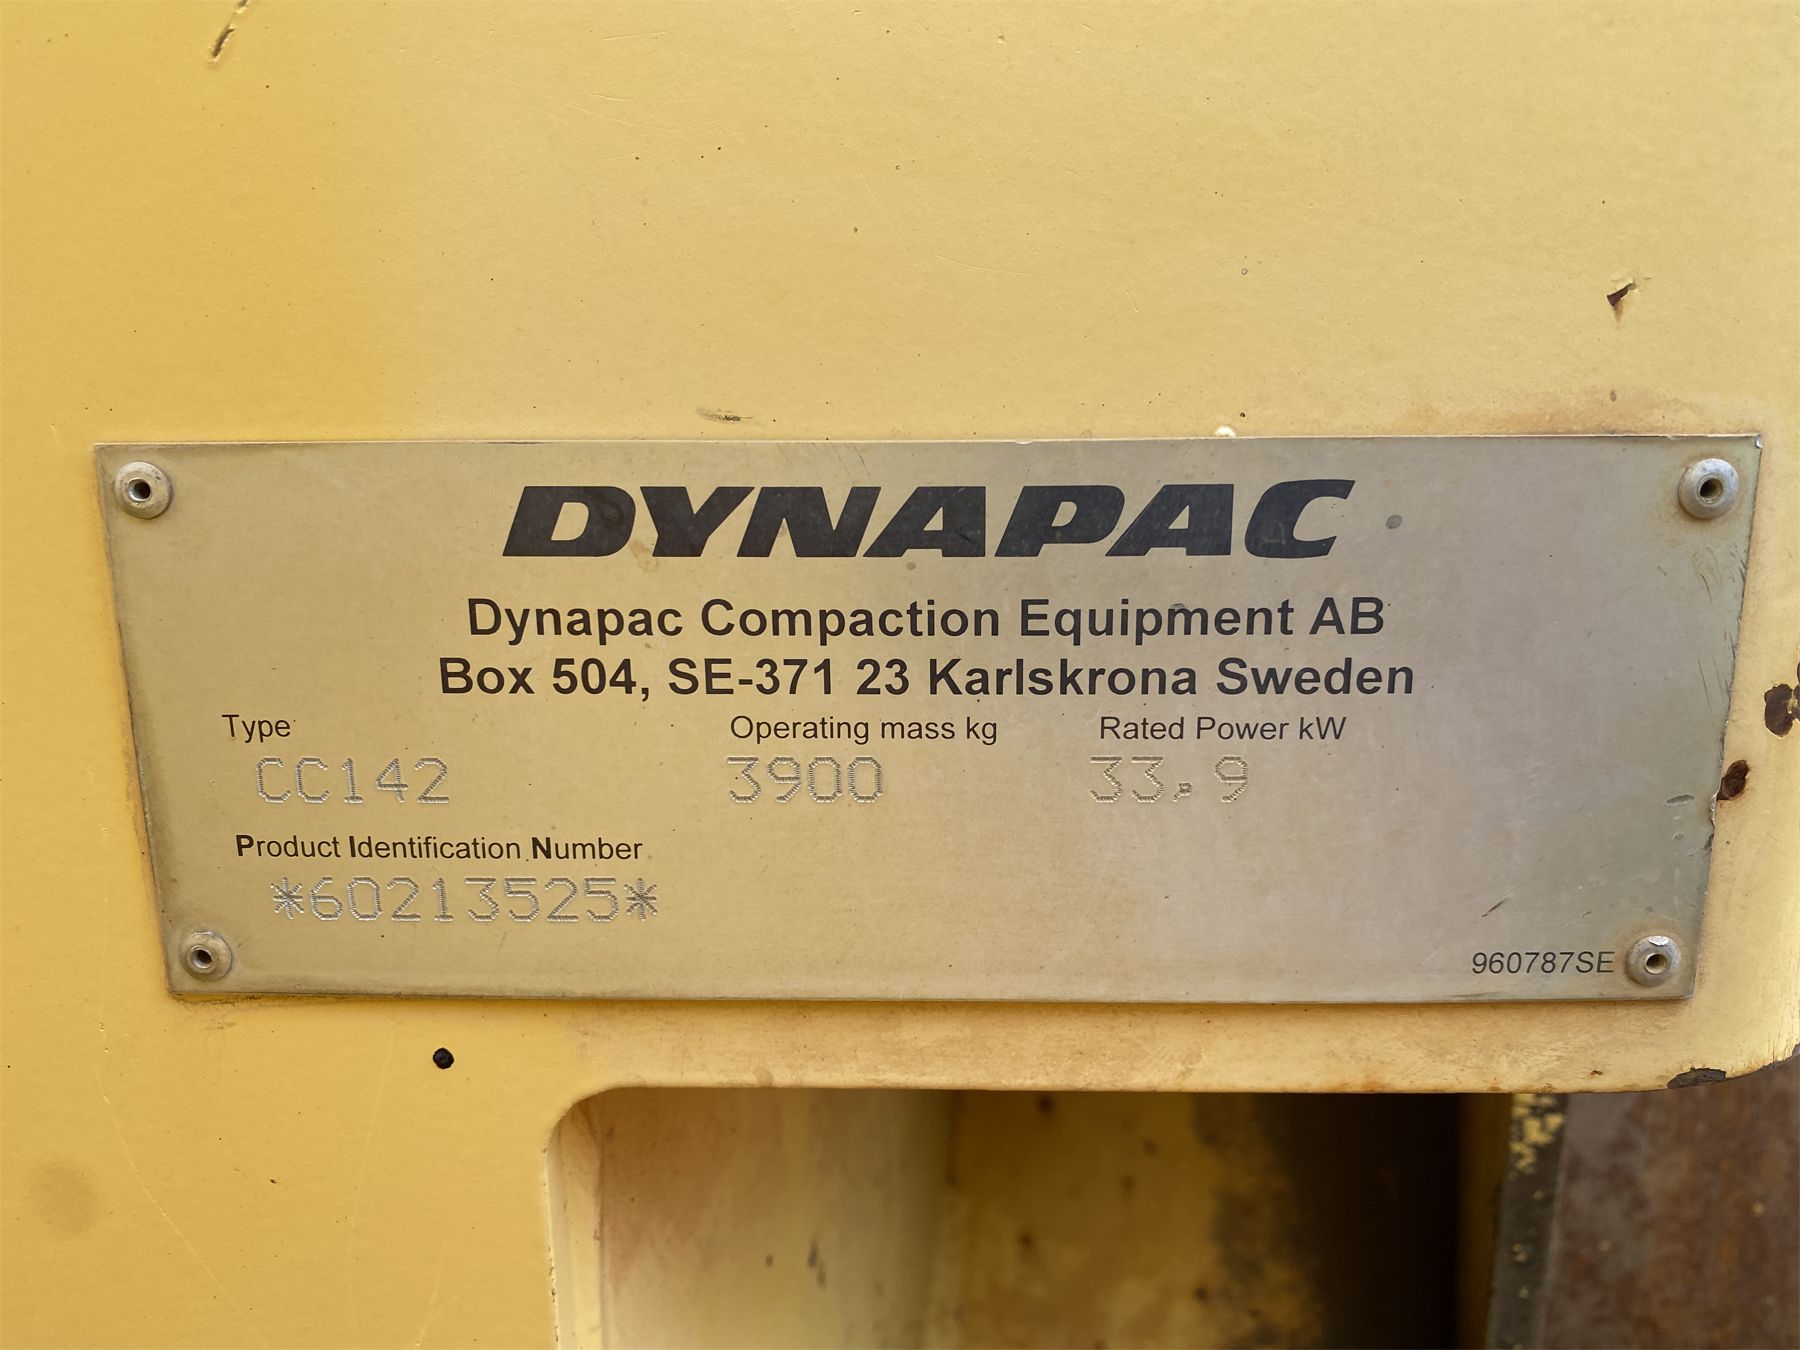 DYNAPAC
Dynapac Compaction Equipment AB
Box 504, SE-371 23 Karlskrona Sweden
Type Operating mass kg Rated Power kW
CC142 3900 33,9
Product Identification Number
*60213525*
960787SE